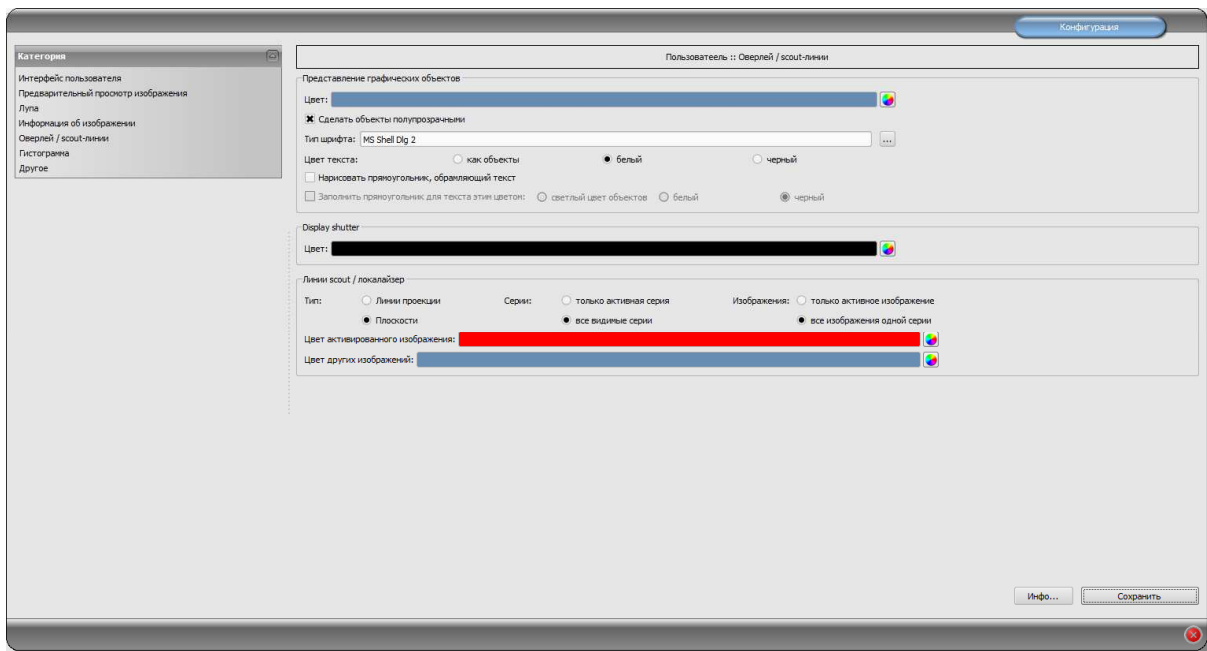 Конфигурация
Категория
Интерфейс пользователя
Предварительный просмотр изображения
Лупа
Информация об изображении
Оверлей / scout-линии
Гистограмма
Другое
Пользоватеель :: Оверлей / scout-линии
Представление графических объектов
Цвет:
Сделать объекты полупрозрачными
Тип шрифта: MS Shell Dlg 2 ...
Цвет текста: как объекты белый черный
Нарисовать прямоугольник, обрамляющий текст
Заполнить прямоугольник для текста этим цветом: светлый цвет объектов белый черный
Display shutter
Цвет:
Линии scout / локалайзер
Тип: Линии проекции Серии: только активная серия Изображения: только активное изображение
Плоскости все видимые серии все изображения одной серии
Цвет активированного изображения:
Цвет других изображений:
Инфо... Сохранить